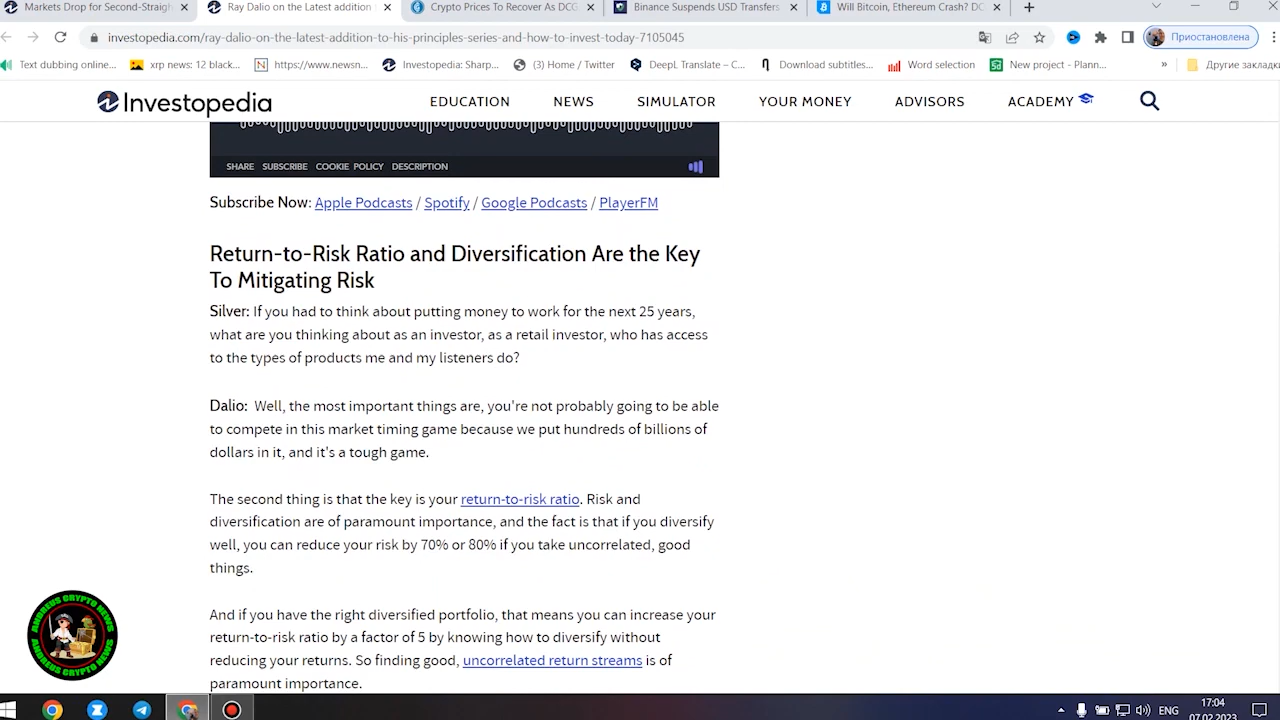 Markets Drop for Second-Straigh
Ray Dalio on the Latest addition
Crypto Prices To Recover As DCG
Binance Suspends USD Transfers
Will Bitcoin, Ethereum Crash? DC
investopedia.com/ray-dalio-on-the-latest-addition-to-his-principles-series-and-how-to-invest-today-7105045
Приостановлена
Text dubbing online...
xrp news: 12 black...
https://www.newsn...
Investopedia: Sharp...
(3) Home / Twitter
DeepL Translate – C...
Download subtitles...
Word selection
New project - Plann...
»
Другие закладки
Investopedia
EDUCATION
NEWS
SIMULATOR
YOUR MONEY
ADVISORS
ACADEMY
SHARE SUBSCRIBE COOKIE POLICY DESCRIPTION
Subscribe Now: Apple Podcasts / Spotify / Google Podcasts / PlayerFM
Return-to-Risk Ratio and Diversification Are the Key
To Mitigating Risk
Silver: If you had to think about putting money to work for the next 25 years,
what are you thinking about as an investor, as a retail investor, who has access
to the types of products me and my listeners do?
Dalio: Well, the most important things are, you're not probably going to be able
to compete in this market timing game because we put hundreds of billions of
dollars in it, and it's a tough game.
The second thing is that the key is your return-to-risk ratio. Risk and
diversification are of paramount importance, and the fact is that if you diversify
well, you can reduce your risk by 70% or 80% if you take uncorrelated, good
things.
And if you have the right diversified portfolio, that means you can increase your
return-to-risk ratio by a factor of 5 by knowing how to diversify without
reducing your returns. So finding good, uncorrelated return streams is of
paramount importance.
ANDREUS CRYPTO NEWS
ANDREUS CRYPTO NEWS
ENG
17:04
07.02.2023